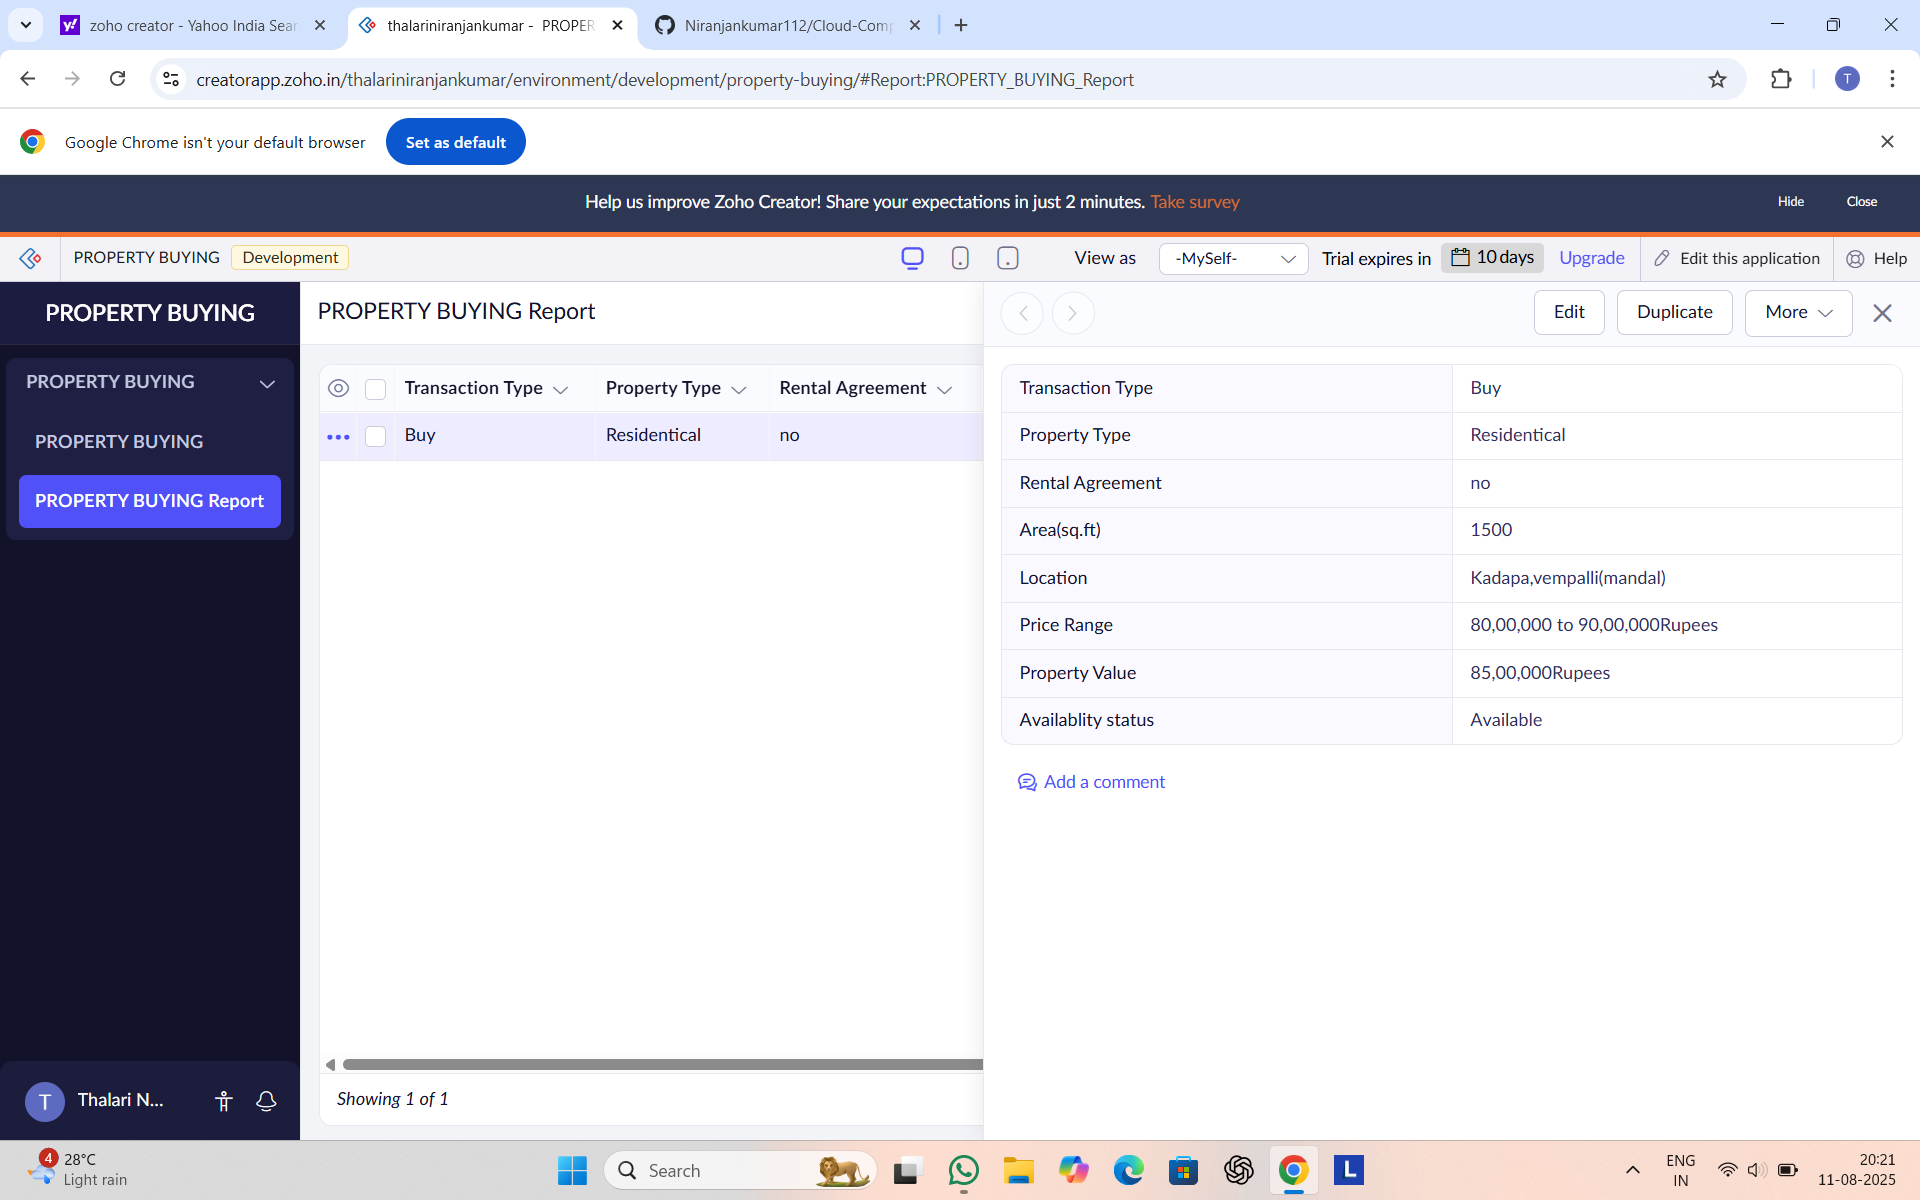 zoho creator - Yahoo India Sear
thalariniranjankumar - PROPER
Niranjankumar112/Cloud-Comp
creatorapp.zoho.in/thalariniranjankumar/environment/development/property-buying/#Report:PROPERTY_BUYING_Report
T
Google Chrome isn't your default browser
Set as default
Help us improve Zoho Creator! Share your expectations in just 2 minutes. Take survey
Hide
Close
PROPERTY BUYING
Development
View as
-MySelf-
Trial expires in
10 days
Upgrade
Edit this application
Help
PROPERTY BUYING
PROPERTY BUYING
PROPERTY BUYING
PROPERTY BUYING Report
PROPERTY BUYING Report
Transaction Type
Property Type
Rental Agreement
Buy
Residentical
no
Edit
Duplicate
More
Transaction Type
Buy
Property Type
Residentical
Rental Agreement
no
Area(sq.ft)
1500
Location
Kadapa,vempalli(mandal)
Price Range
80,00,000 to 90,00,000Rupees
Property Value
85,00,000Rupees
Availablity status
Available
Add a comment
Showing 1 of 1
T
Thalari N...
4
28°C
Light rain
Search
L
ENG
IN
20:21
11-08-2025